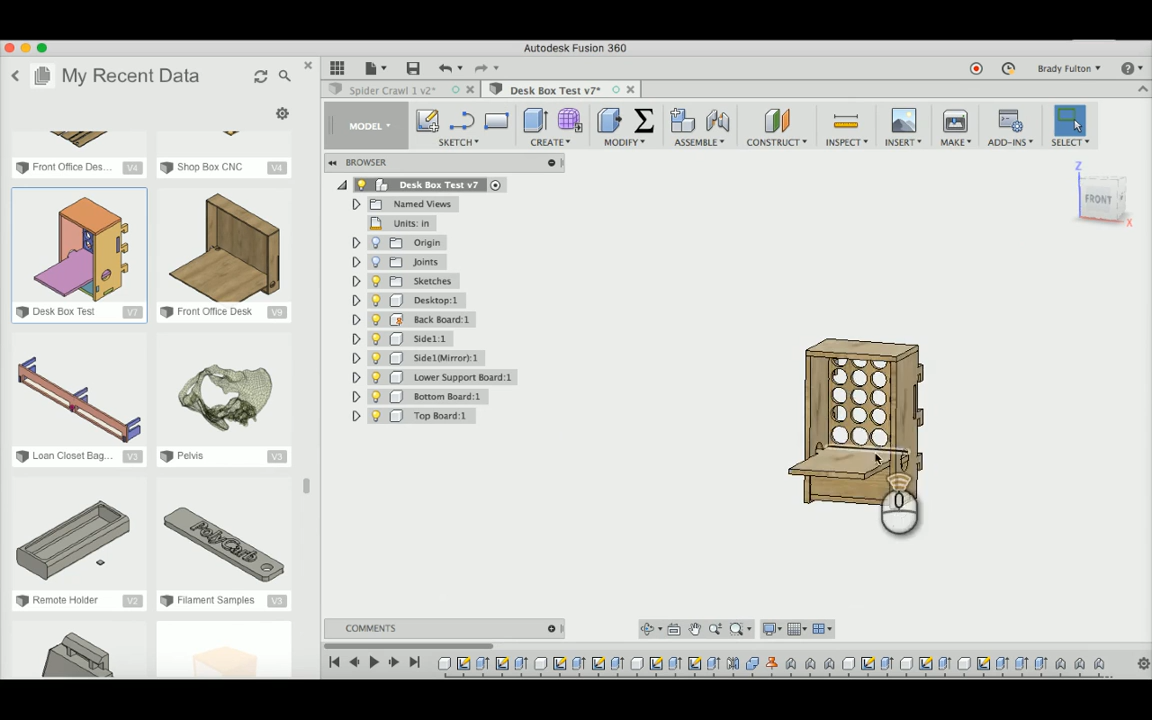 Autodesk Fusion 360
My Recent Data
Brady Fulton
Spider Crawl 1 v2*
Desk Box Test v7*
MODEL
SKETCH
CREATE
MODIFY
ASSEMBLE
CONSTRUCT
INSPECT
INSERT
MAKE
ADD-INS
SELECT
BROWSER
Desk Box Test v7
Named Views
Units: in
Origin
Joints
Sketches
Desktop:1
Back Board:1
Side1:1
Side1(Mirror):1
Lower Support Board:1
Bottom Board:1
Top Board:1
Front Office Des... V4
Shop Box CNC V4
Desk Box Test V7
Front Office Desk V9
Loan Closet Bag... V3
Pelvis V3
PolyCarb
Remote Holder V2
Filament Samples V3
Z
FRONT
X
COMMENTS